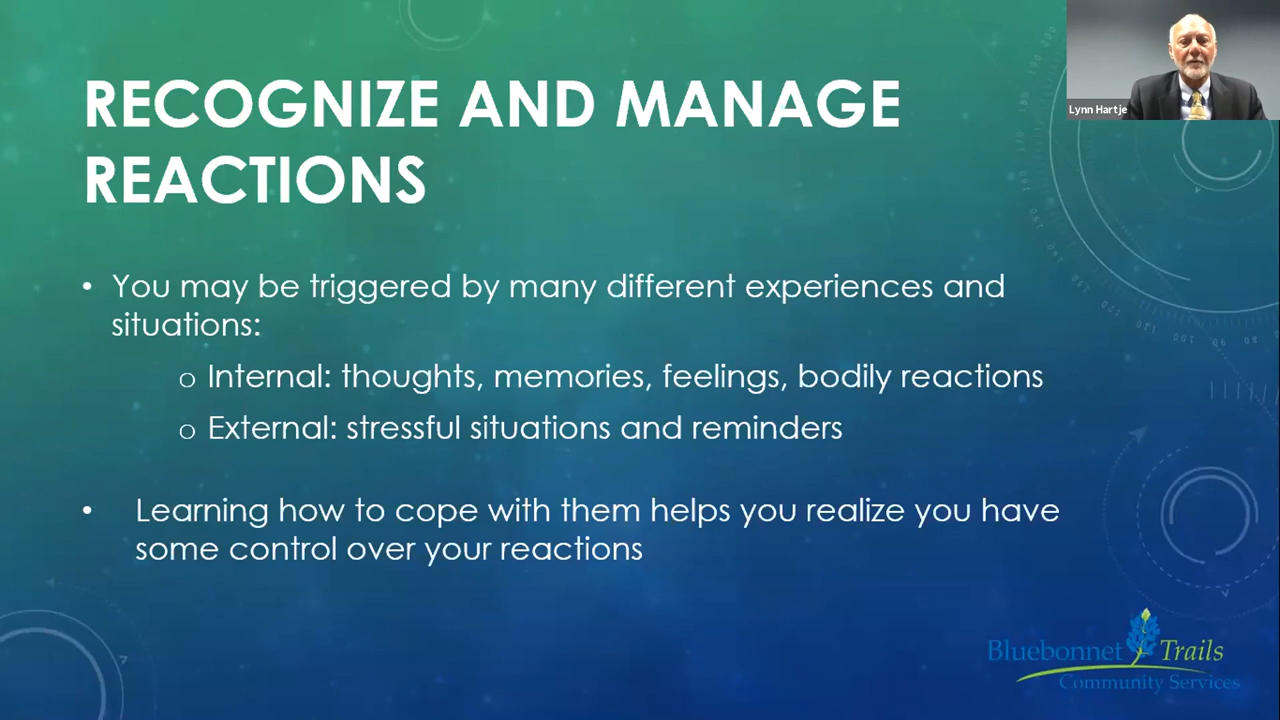 Lynn Hartje
RECOGNIZE AND MANAGE
REACTIONS
• You may be triggered by many different experiences and
situations:
o Internal: thoughts, memories, feelings, bodily reactions
o External: stressful situations and reminders
• Learning how to cope with them helps you realize you have
some control over your reactions
Bluebonnet Trails
Community Services